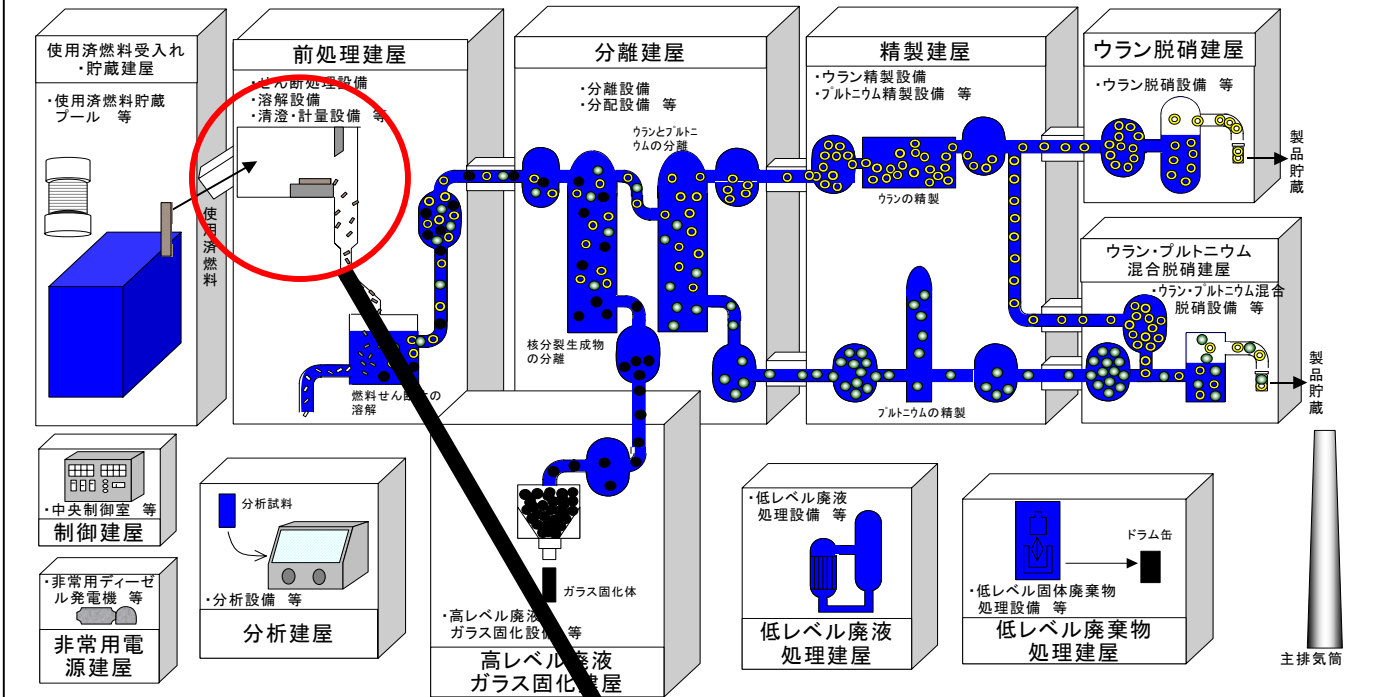 使用済燃料受入れ
・貯蔵建屋
・使用済燃料貯蔵
プール 等
使用済燃料
前処理建屋
・せん断処理設備
・溶解設備
・清澄・計量設備 等
燃料せん断片の
溶解
分離建屋
・分離設備
・分配設備 等
ウランとプルトニ
ウムの分離
核分裂生成物
の分離
精製建屋
・ウラン精製設備
・プルトニウム精製設備 等
ウランの精製
プルトニウムの精製
ウラン脱硝建屋
・ウラン脱硝設備 等
製品貯蔵
ウラン・プルトニウム
混合脱硝建屋
・ウラン・プルトニウム混合
脱硝設備 等
製品貯蔵
・中央制御室 等
制御建屋
・非常用ディーゼ
ル発電機 等
非常用電
源建屋
分析試料
・分析設備 等
分析建屋
ガラス固化体
・高レベル廃液
ガラス固化設備 等
高レベル廃液
ガラス固化建屋
・低レベル廃液
処理設備 等
低レベル廃液
処理建屋
ドラム缶
・低レベル固体廃棄物
処理設備 等
低レベル廃棄物
処理建屋
主排気筒